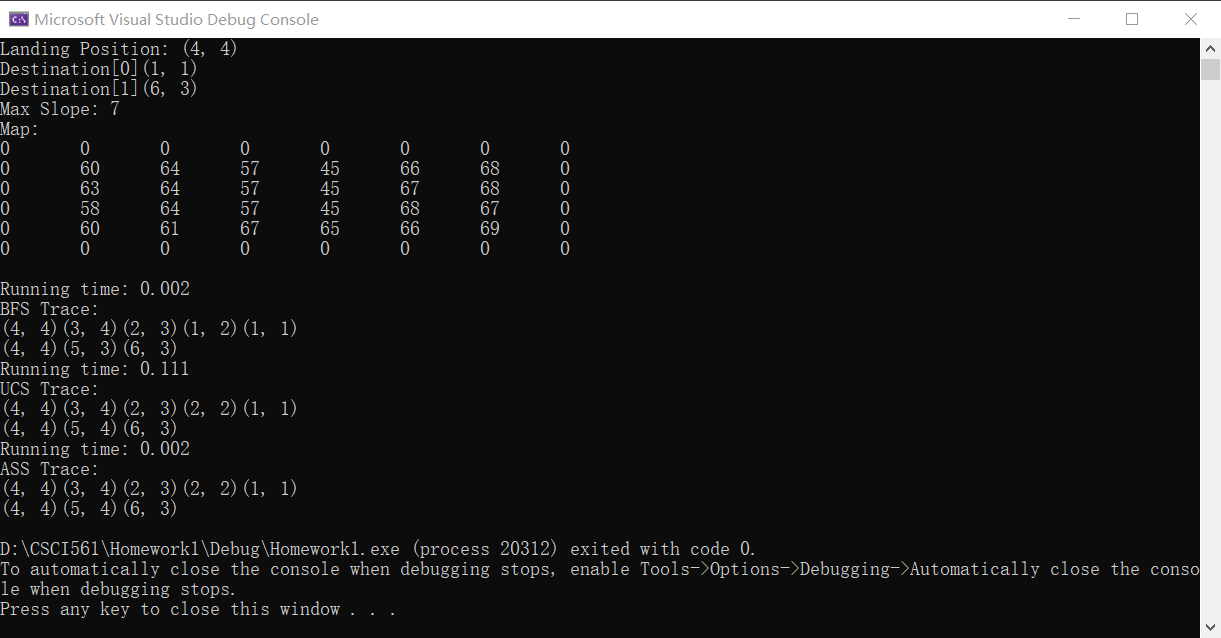 Microsoft Visual Studio Debug Console
Landing Position: (4, 4)
Destination[0](1, 1)
Destination[1](6, 3)
Max Slope: 7
Map:
0 0 0 0 0 0 0 0
0 60 64 57 45 66 68 0
0 63 64 57 45 67 68 0
0 58 64 57 45 68 67 0
0 60 61 67 65 66 69 0
0 0 0 0 0 0 0 0
Running time: 0.002
BFS Trace:
(4, 4)(3, 4)(2, 3)(1, 2)(1, 1)
(4, 4)(5, 3)(6, 3)
Running time: 0.111
UCS Trace:
(4, 4)(3, 4)(2, 3)(2, 2)(1, 1)
(4, 4)(5, 4)(6, 3)
Running time: 0.002
ASS Trace:
(4, 4)(3, 4)(2, 3)(2, 2)(1, 1)
(4, 4)(5, 4)(6, 3)
D:\CSCI561\Homework1\Debug\Homework1.exe (process 20312) exited with code 0.
To automatically close the console when debugging stops, enable Tools->Options->Debugging->Automatically close the conso
le when debugging stops.
Press any key to close this window . . .